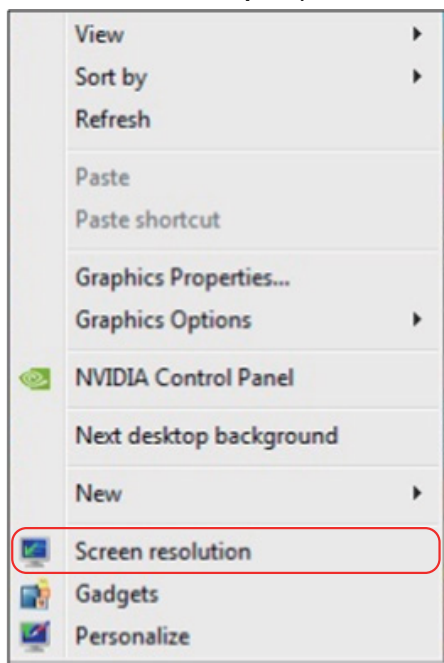 View
Sort by
Refresh
Paste
Paste shortcut
Graphics Properties...
Graphics Options
NVIDIA Control Panel
Next desktop background
New
Screen resolution
Gadgets
Personalize